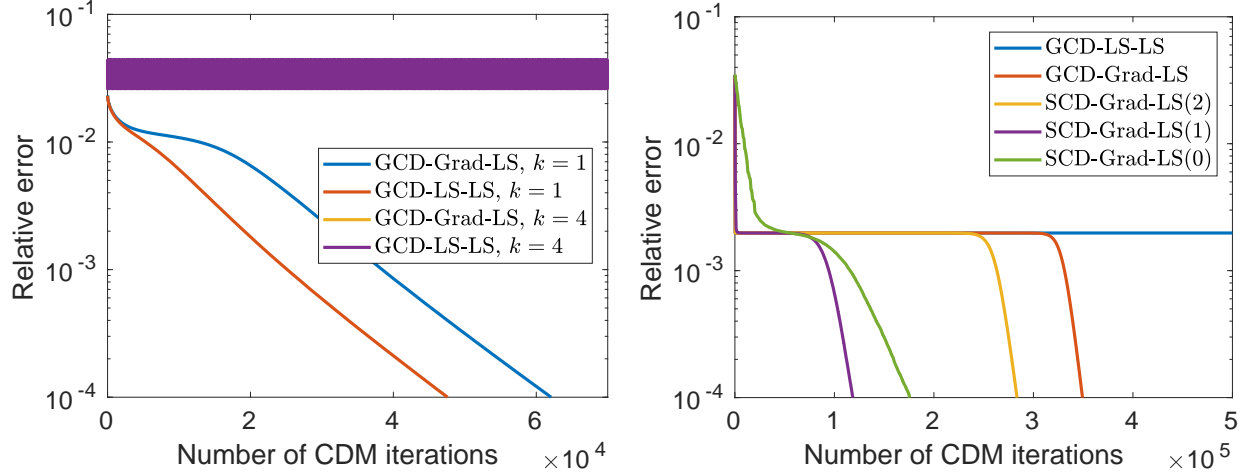 10^-1
10^-2
10^-3
10^-4
Relative error
0
2
4
6
× 10^4
Number of CDM iterations
GCD-Grad-LS, k = 1
GCD-LS-LS, k = 1
GCD-Grad-LS, k = 4
GCD-LS-LS, k = 4
10^-1
10^-2
10^-3
10^-4
Relative error
0
1
2
3
4
5
× 10^5
Number of CDM iterations
GCD-LS-LS
GCD-Grad-LS
SCD-Grad-LS(2)
SCD-Grad-LS(1)
SCD-Grad-LS(0)